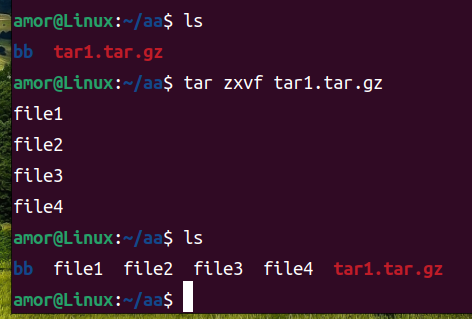 amor@Linux:~/aa$ ls
bb  tar1.tar.gz
amor@Linux:~/aa$ tar zxvf tar1.tar.gz
file1
file2
file3
file4
amor@Linux:~/aa$ ls
bb  file1  file2  file3  file4  tar1.tar.gz
amor@Linux:~/aa$